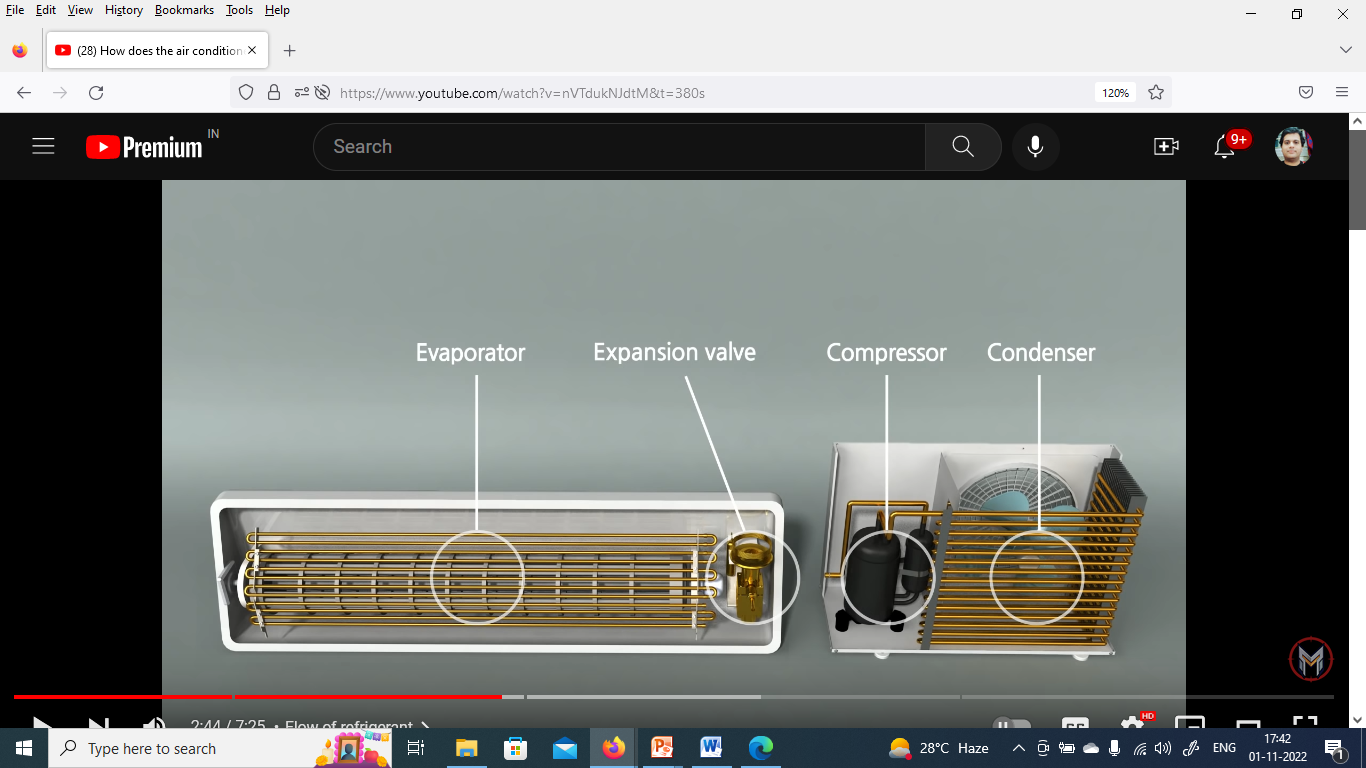 File Edit View History Bookmarks Tools Help
(28) How does the air condition
https://www.youtube.com/watch?v=nVTdukNJdtM&t=380s
120%
Premium IN
Search
9+
Evaporator Expansion valve Compressor Condenser
2:44 / 7:25 • Flow of refrigerant
CC HD
Type here to search
28°C Haze
ENG
17:42
01-11-2022
1